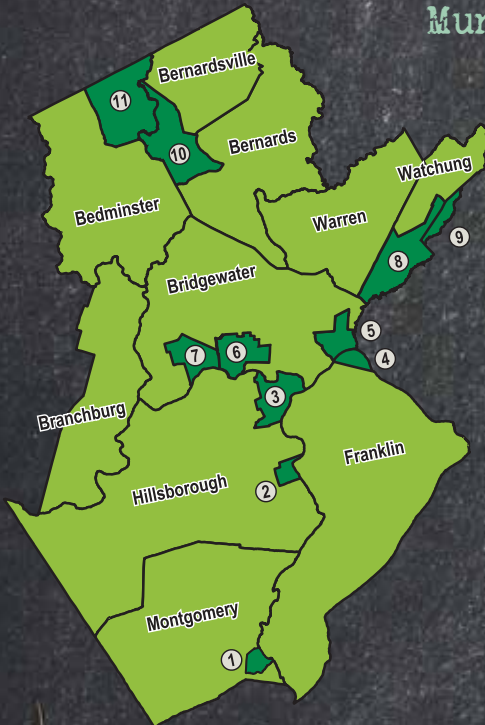 Mun
Bernardsville
11
Bernards
10
Watchung
Bedminster
Warren
9
8
Bridgewater
5
7
6
4
3
Branchburg
Franklin
Hillsborough
2
Montgomery
1